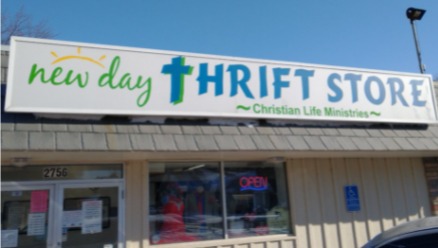 new day THRIFT STORE
~Christian Life Ministries~
2756
OPEN